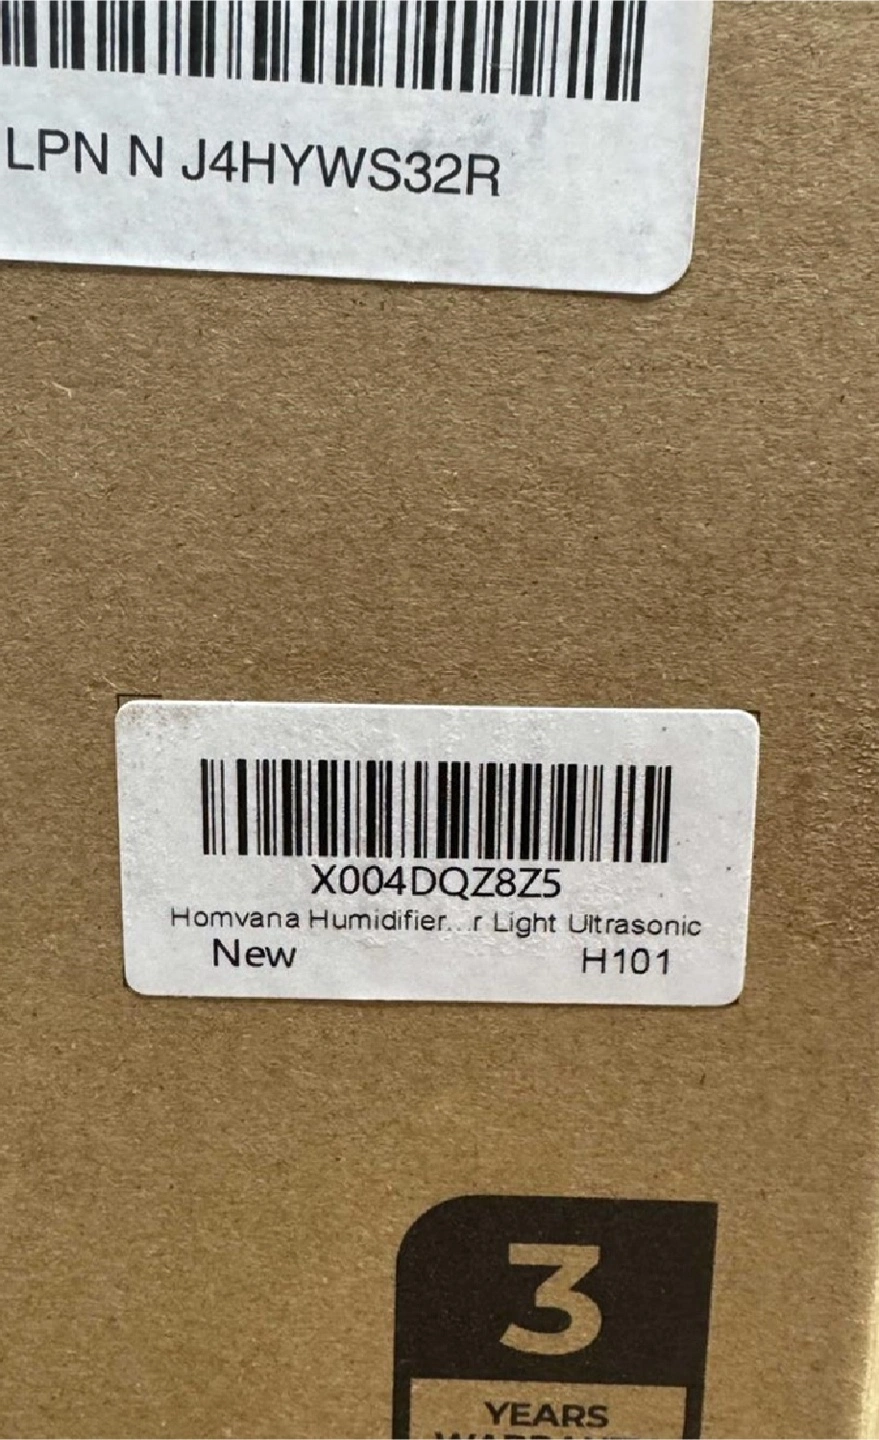 LPN N J4HYWS32R
X004DQZ8Z5
Homvana Humidifier...r Light Ultrasonic
New H101
3
YEARS